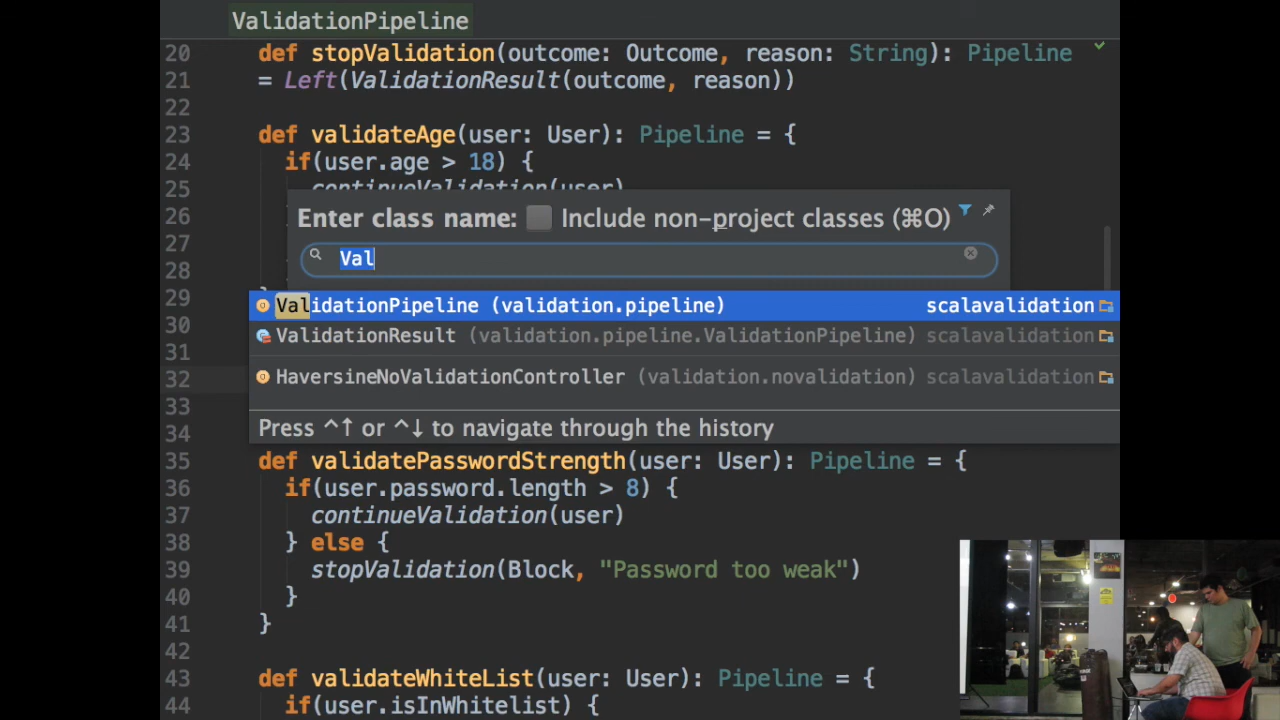 ValidationPipeline
20 def stopValidation(outcome: Outcome, reason: String): Pipeline
21 = Left(ValidationResult(outcome, reason))
22
23 def validateAge(user: User): Pipeline = {
24 if(user.age > 18) {
25 continueValidation(user)
26 Enter class name: Include non-project classes (⌘O)
27 Val
28
29 ValidationPipeline (validation.pipeline) scalavalidation
30 ValidationResult (validation.pipeline.ValidationPipeline) scalavalidation
31
32 HaversineNoValidationController (validation.novalidation) scalavalidation
33
34 Press ^↑ or ^↓ to navigate through the history
35 def validatePasswordStrength(user: User): Pipeline = {
36 if(user.password.length > 8) {
37 continueValidation(user)
38 } else {
39 stopValidation(Block, "Password too weak")
40 }
41 }
42
43 def validateWhiteList(user: User): Pipeline = {
44 if(user.isInWhitelist) {